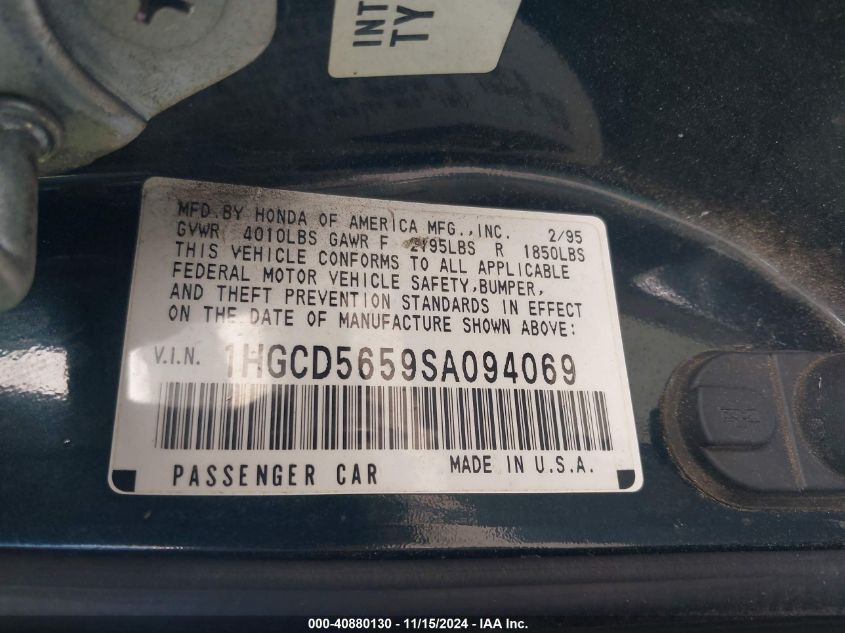 INT
TY
MFD. BY HONDA OF AMERICA MFG., INC. 2/95
GVWR 4010LBS GAWR F 2195LBS R 1850LBS
THIS VEHICLE CONFORMS TO ALL APPLICABLE
FEDERAL MOTOR VEHICLE SAFETY, BUMPER,
AND THEFT PREVENTION STANDARDS IN EFFECT
ON THE DATE OF MANUFACTURE SHOWN ABOVE:
V.I.N. 1HGCD5659SA094069
PASSENGER CAR MADE IN U.S.A.
000-40880130 - 11/15/2024 - IAA Inc.